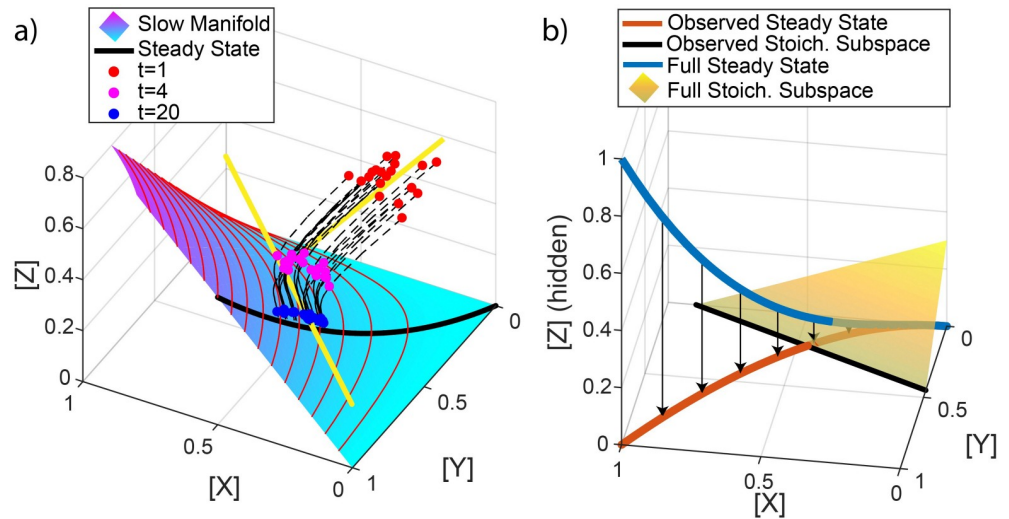 a)
Slow Manifold
Steady State
t=1
t=4
t=20
0.8
0.6
0.4
0.2
0
[Z]
1
0.5
0
[X]
0
0.5
1
[Y]
b)
Observed Steady State
Observed Stoich. Subspace
Full Steady State
Full Stoich. Subspace
1
0.8
0.6
0.4
0.2
0
[Z] (hidden)
1
0.5
0
[X]
0
0.5
1
[Y]